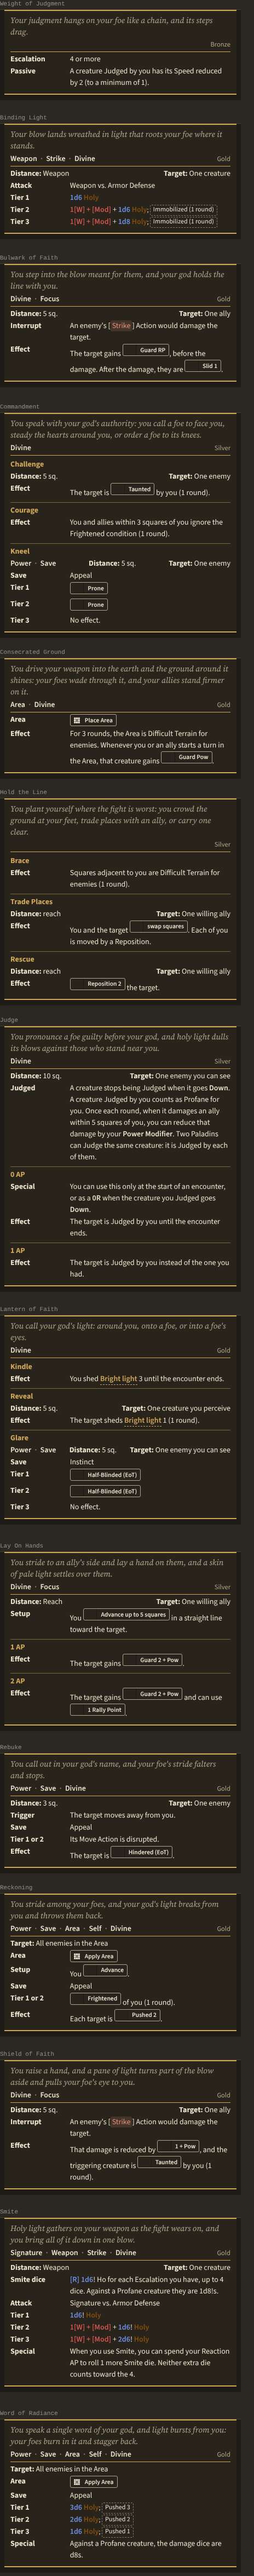 Weight of Judgment
Your judgment hangs on your foe like a chain, and its steps
drag.
Bronze
Escalation 4 or more
Passive A creature Judged by you has its Speed reduced
by 2 (to a minimum of 1).
Binding Light
Your blow lands wreathed in light that roots your foe where it
stands.
Weapon · Strike · Divine Gold
Distance: Weapon Target: One creature
Attack Weapon vs. Armor Defense
Tier 1 1d6 Holy
Tier 2 1[W] + [Mod] + 1d6 Holy; Immobilized (1 round)
Tier 3 1[W] + [Mod] + 1d8 Holy; Immobilized (1 round)
Bulwark of Faith
You step into the blow meant for them, and your god holds the
line with you.
Divine · Focus Gold
Distance: 5 sq. Target: One ally
Interrupt An enemy's [Strike] Action would damage the
target.
Effect The target gains Guard RP, before the
damage. After the damage, they are Slid 1.
Commandment
You speak with your god's authority: you call a foe to face you,
steady the hearts around you, or order a foe to its knees.
Divine Silver
Challenge
Distance: 5 sq. Target: One enemy
Effect The target is Taunted by you (1 round).
Courage
Effect You and allies within 3 squares of you ignore the
Frightened condition (1 round).
Kneel
Power · Save Distance: 5 sq. Target: One enemy
Save Appeal
Tier 1 Prone
Tier 2 Prone
Tier 3 No effect.
Consecrated Ground
You drive your weapon into the earth and the ground around it
shines: your foes wade through it, and your allies stand firmer
on it.
Area · Divine Gold
Area Place Area
Effect For 3 rounds, the Area is Difficult Terrain for
enemies. Whenever you or an ally starts a turn in
the Area, that creature gains Guard Pow.
Hold the Line
You plant yourself where the fight is worst: you crowd the
ground at your feet, trade places with an ally, or carry one
clear.
Silver
Brace
Effect Squares adjacent to you are Difficult Terrain for
enemies (1 round).
Trade Places
Distance: reach Target: One willing ally
Effect You and the target swap squares. Each of you
is moved by a Reposition.
Rescue
Distance: reach Target: One willing ally
Effect Reposition 2 the target.
Judge
You pronounce a foe guilty before your god, and holy light dulls
its blows against those who stand near you.
Divine Silver
Distance: 10 sq. Target: One enemy you can see
Judged A creature stops being Judged when it goes Down.
A creature Judged by you counts as Profane for
you. Once each round, when it damages an ally
within 5 squares of you, you can reduce that
damage by your Power Modifier. Two Paladins
can Judge the same creature: it is Judged by each
of them.
0 AP
Special You can use this only at the start of an encounter,
or as a 0R when the creature you Judged goes
Down.
Effect The target is Judged by you until the encounter
ends.
1 AP
Effect The target is Judged by you instead of the one you
had.
Lantern of Faith
You call your god's light: around you, onto a foe, or into a foe's
eyes.
Divine Gold
Kindle
Effect You shed Bright light 3 until the encounter ends.
Reveal
Distance: 5 sq. Target: One creature you perceive
Effect The target sheds Bright light 1 (1 round).
Glare
Power · Save Distance: 5 sq. Target: One enemy you can see
Save Instinct
Tier 1 Half-Blinded (EoT)
Tier 2 Half-Blinded (EoT)
Tier 3 No effect.
Lay On Hands
You stride to an ally's side and lay a hand on them, and a skin
of pale light settles over them.
Divine · Focus Silver
Distance: Reach Target: One willing ally
Setup You Advance up to 5 squares in a straight line
toward the target.
1 AP
Effect The target gains Guard 2 + Pow.
2 AP
Effect The target gains Guard 2 + Pow and can use
1 Rally Point.
Rebuke
You call out in your god's name, and your foe's stride falters
and stops.
Power · Save · Divine Gold
Distance: 3 sq. Target: One enemy
Trigger The target moves away from you.
Save Appeal
Tier 1 or 2 Its Move Action is disrupted.
Effect The target is Hindered (EoT).
Reckoning
You stride among your foes, and your god's light breaks from
you and throws them back.
Power · Save · Area · Self · Divine Gold
Target: All enemies in the Area
Area Apply Area
Setup You Advance.
Save Appeal
Tier 1 or 2 Frightened of you (1 round).
Effect Each target is Pushed 2.
Shield of Faith
You raise a hand, and a pane of light turns part of the blow
aside and pulls your foe's eye to you.
Divine · Focus Gold
Distance: 5 sq. Target: One ally
Interrupt An enemy's [Strike] Action would damage the
target.
Effect That damage is reduced by 1 + Pow, and the
triggering creature is Taunted by you (1
round).
Smite
Holy light gathers on your weapon as the fight wears on, and
you bring all of it down in one blow.
Signature · Weapon · Strike · Divine
Distance: Weapon Target: One creature
Smite dice [R] 1d6! Ho for each Escalation you have, up to 4
dice. Against a Profane creature they are 1d8!s.
Attack Signature vs. Armor Defense
Tier 1 1d6! Holy
Tier 2 1[W] + [Mod] + 1d6! Holy
Tier 3 1[W] + [Mod] + 2d6! Holy
Special When you use Smite, you can spend your Reaction
AP to roll 1 more Smite die. Neither extra die
counts toward the 4.
Word of Radiance
You speak a single word of your god, and light bursts from you:
your foes burn in it and stagger back.
Power · Save · Area · Self · Divine Gold
Target: All enemies in the Area
Area Apply Area
Save Appeal
Tier 1 3d6 Holy; Pushed 3
Tier 2 2d6 Holy; Pushed 2
Tier 3 1d6 Holy; Pushed 1
Special Against a Profane creature, the damage dice are
d8s.